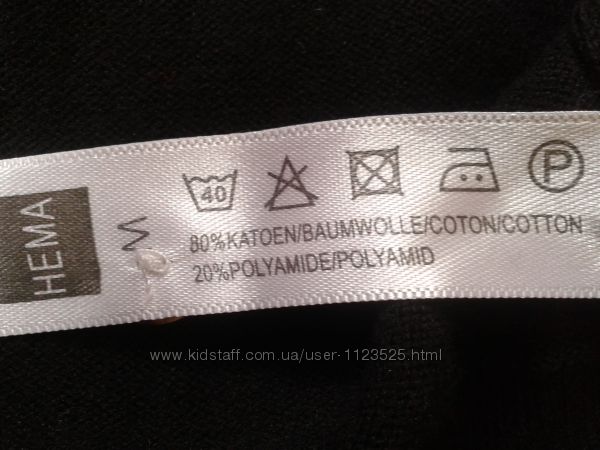 HEMA
M
40
P
80%KATOEN/BAUMWOLLE/COTON/COTTON
20%POLYAMIDE/POLYAMID
www.kidstaff.com.ua/user-1123525.html